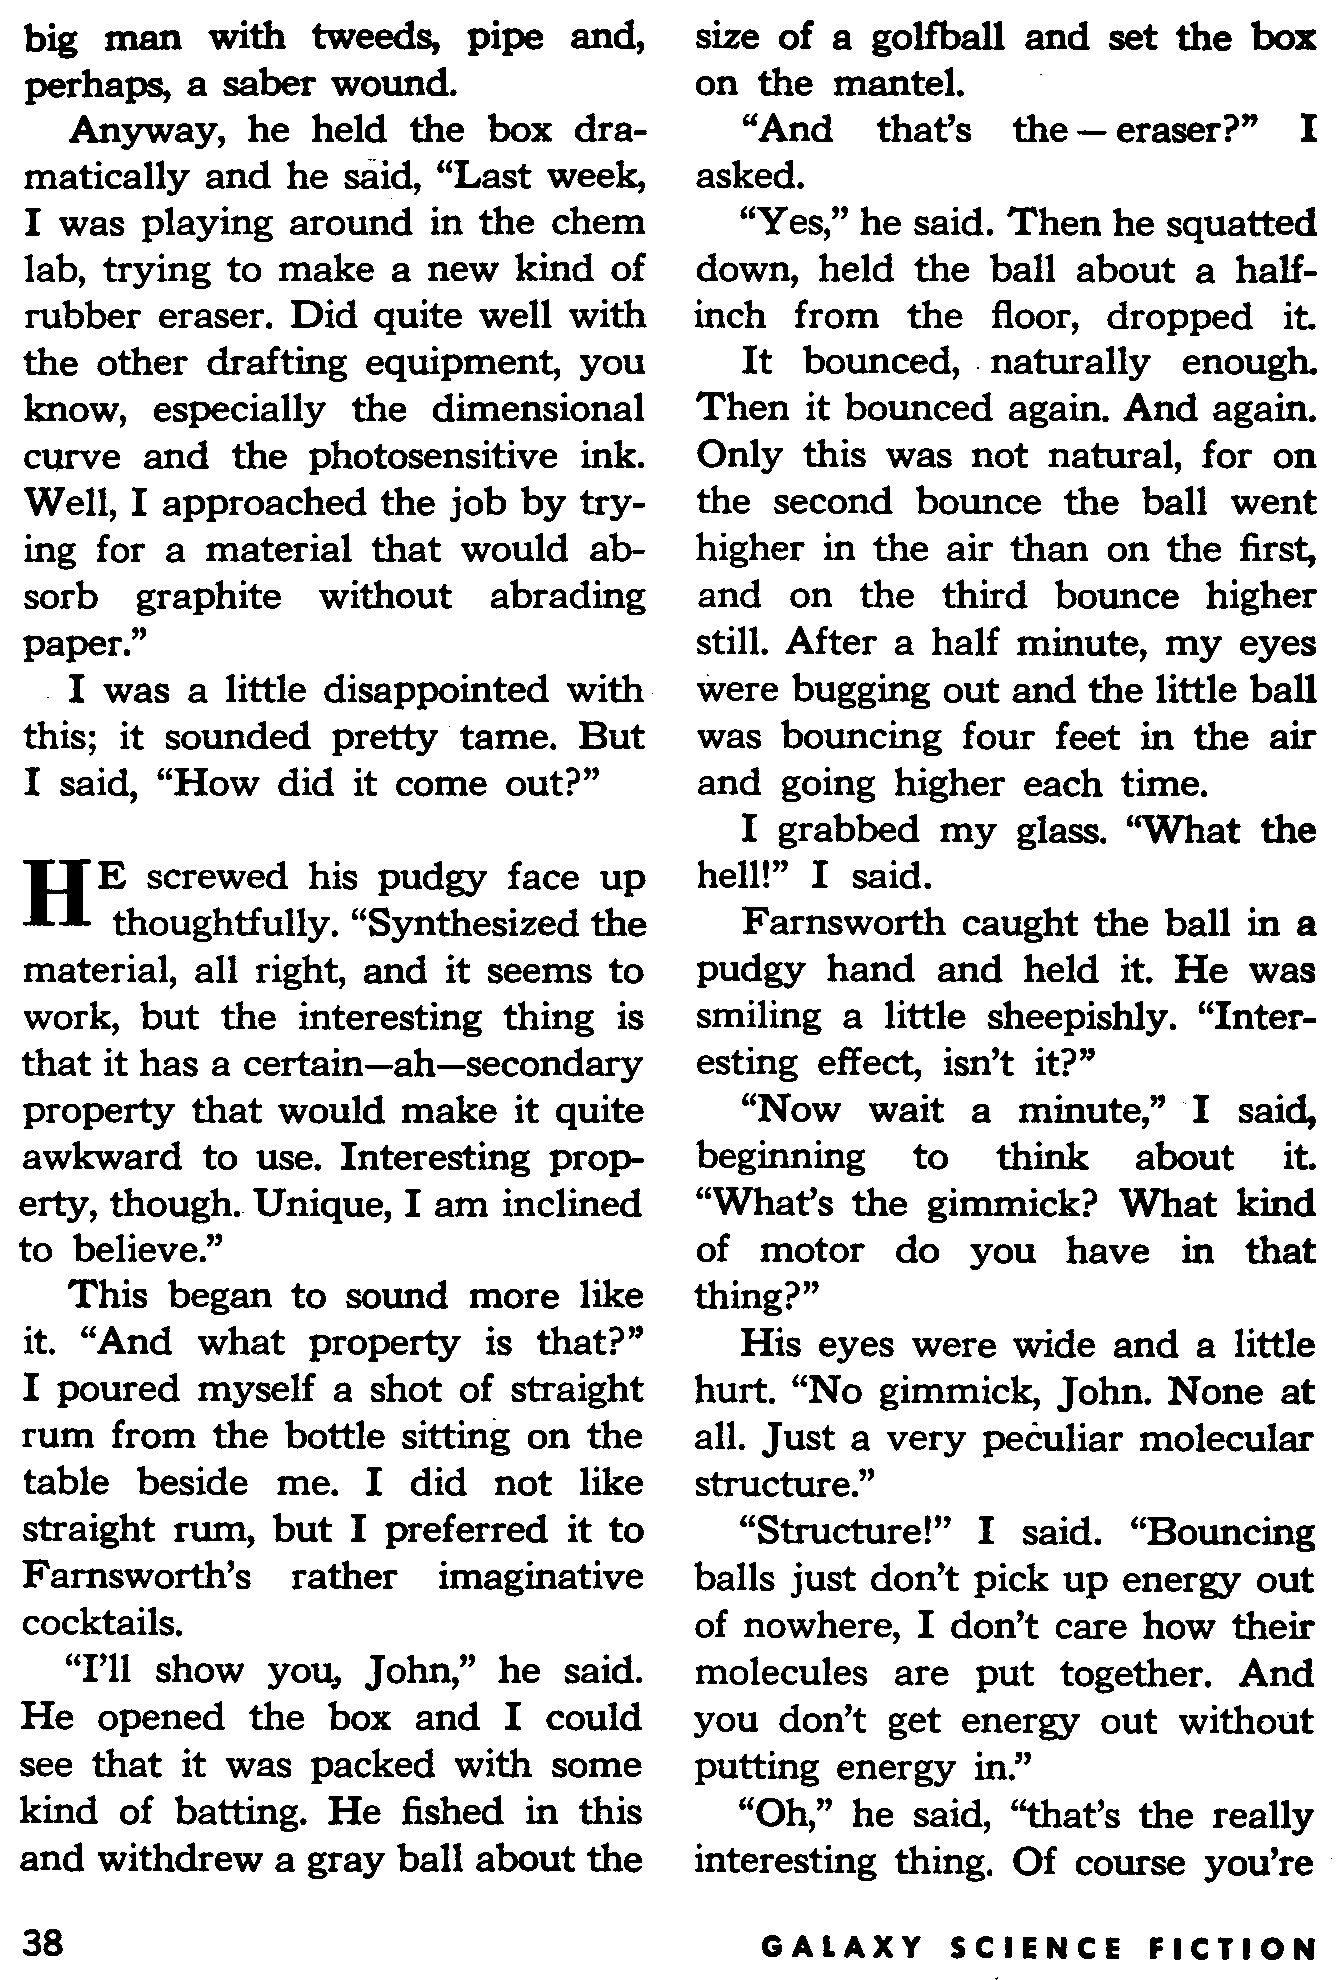 big man with tweeds, pipe and,
perhaps, a saber wound.
Anyway, he held the box dra-
matically and he said, “Last week,
I was playing around in the chem
lab, trying to make a new kind of
rubber eraser. Did quite well with
the other drafting equipment, you
know, especially the dimensional
curve and the photosensitive ink.
Well, I approached the job by try-
ing for a material that would ab-
sorb graphite without abrading
paper.”
I was a little disappointed with
this; it sounded pretty tame. But
I said, “How did it come out?”
HE screwed his pudgy face up
thoughtfully. “Synthesized the
material, all right, and it seems to
work, but the interesting thing is
that it has a certain—ah—secondary
property that would make it quite
awkward to use. Interesting prop-
erty, though. Unique, I am inclined
to believe.”
This began to sound more like
it. “And what property is that?”
I poured myself a shot of straight
rum from the bottle sitting on the
table beside me. I did not like
straight rum, but I preferred it to
Farnsworth’s rather imaginative
cocktails.
“I’ll show you, John,” he said.
He opened the box and I could
see that it was packed with some
kind of batting. He fished in this
and withdrew a gray ball about the
size of a golfball and set the box
on the mantel.
“And that’s the — eraser?” I
asked.
“Yes,” he said. Then he squatted
down, held the ball about a half-
inch from the floor, dropped it.
It bounced, naturally enough.
Then it bounced again. And again.
Only this was not natural, for on
the second bounce the ball went
higher in the air than on the first,
and on the third bounce higher
still. After a half minute, my eyes
were bugging out and the little ball
was bouncing four feet in the air
and going higher each time.
I grabbed my glass. “What the
hell!” I said.
Farnsworth caught the ball in a
pudgy hand and held it. He was
smiling a little sheepishly. “Inter-
esting effect, isn’t it?”
“Now wait a minute,” I said,
beginning to think about it.
“What’s the gimmick? What kind
of motor do you have in that
thing?”
His eyes were wide and a little
hurt. “No gimmick, John. None at
all. Just a very peculiar molecular
structure.”
“Structure!” I said. “Bouncing
balls just don’t pick up energy out
of nowhere, I don’t care how their
molecules are put together. And
you don’t get energy out without
putting energy in.”
“Oh,” he said, “that’s the really
interesting thing. Of course you’re
38
GALAXY SCIENCE FICTION